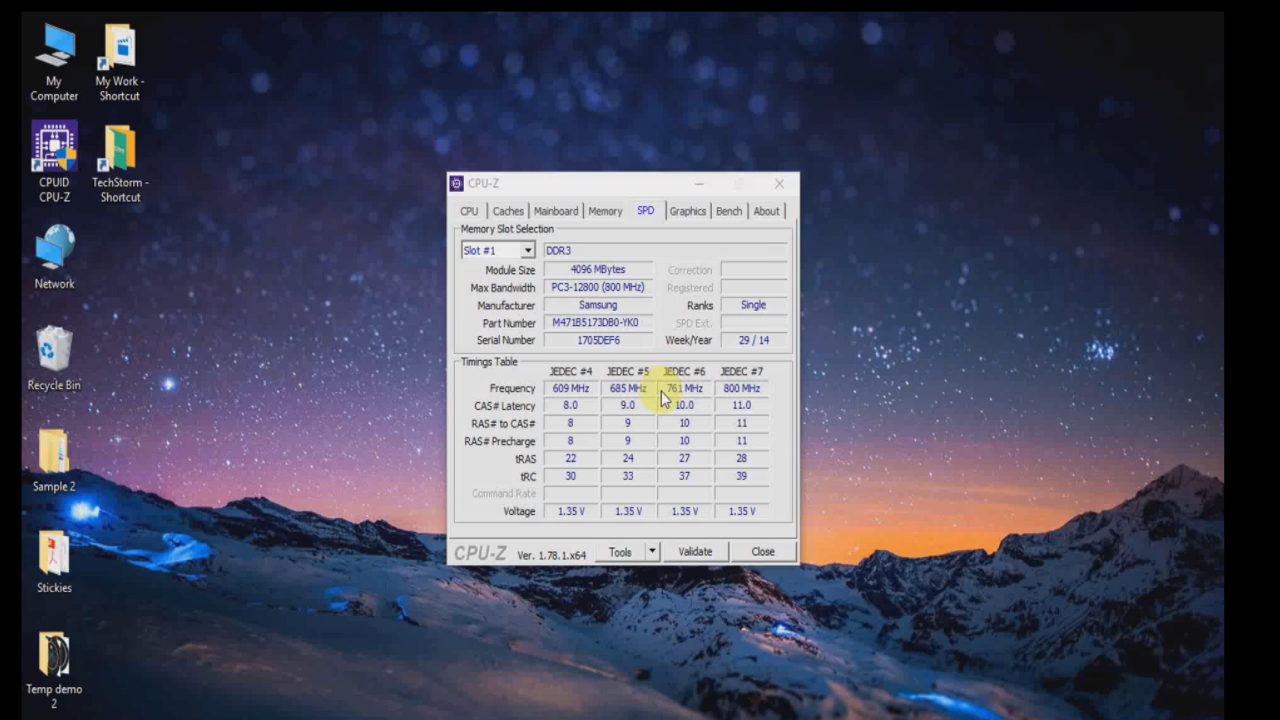 My Computer
My Work - Shortcut
CPUID CPU-Z
TechStorm - Shortcut
Network
Recycle Bin
Sample 2
Stickies
Temp demo 2
CPU-Z
CPU Caches Mainboard Memory SPD Graphics Bench About
Memory Slot Selection
Slot #1 DDR3
Module Size 4096 MBytes Correction
Max Bandwidth PC3-12800 (800 MHz) Registered
Manufacturer Samsung Ranks Single
Part Number M471B5173DB0-YK0 SPD Ext.
Serial Number 1705DEF6 Week/Year 29 / 14
Timings Table
JEDEC #4 JEDEC #5 JEDEC #6 JEDEC #7
Frequency 609 MHz 685 MHz 761 MHz 800 MHz
CAS# Latency 8.0 9.0 10.0 11.0
RAS# to CAS# 8 9 10 11
RAS# Precharge 8 9 10 11
tRAS 22 24 27 28
tRC 30 33 37 39
Command Rate
Voltage 1.35 V 1.35 V 1.35 V 1.35 V
CPU-Z Ver. 1.78.1.x64 Tools Validate Close